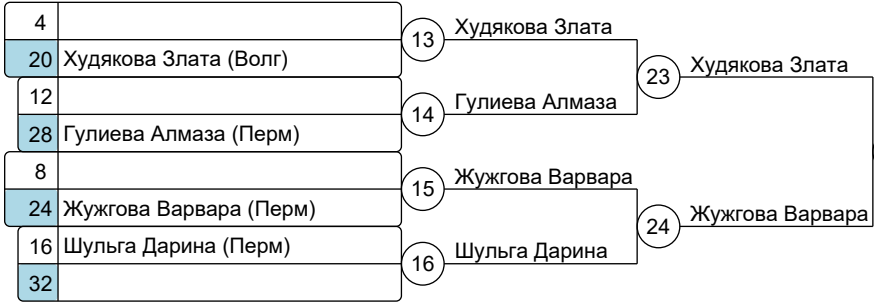 4
13 Худякова Злата
20 Худякова Злата (Волг)
23 Худякова Злата
12
14 Гулиева Алмаза
28 Гулиева Алмаза (Перм)
8
15 Жужгова Варвара
24 Жужгова Варвара (Перм)
24 Жужгова Варвара
16 Шульга Дарина (Перм)
16 Шульга Дарина
32